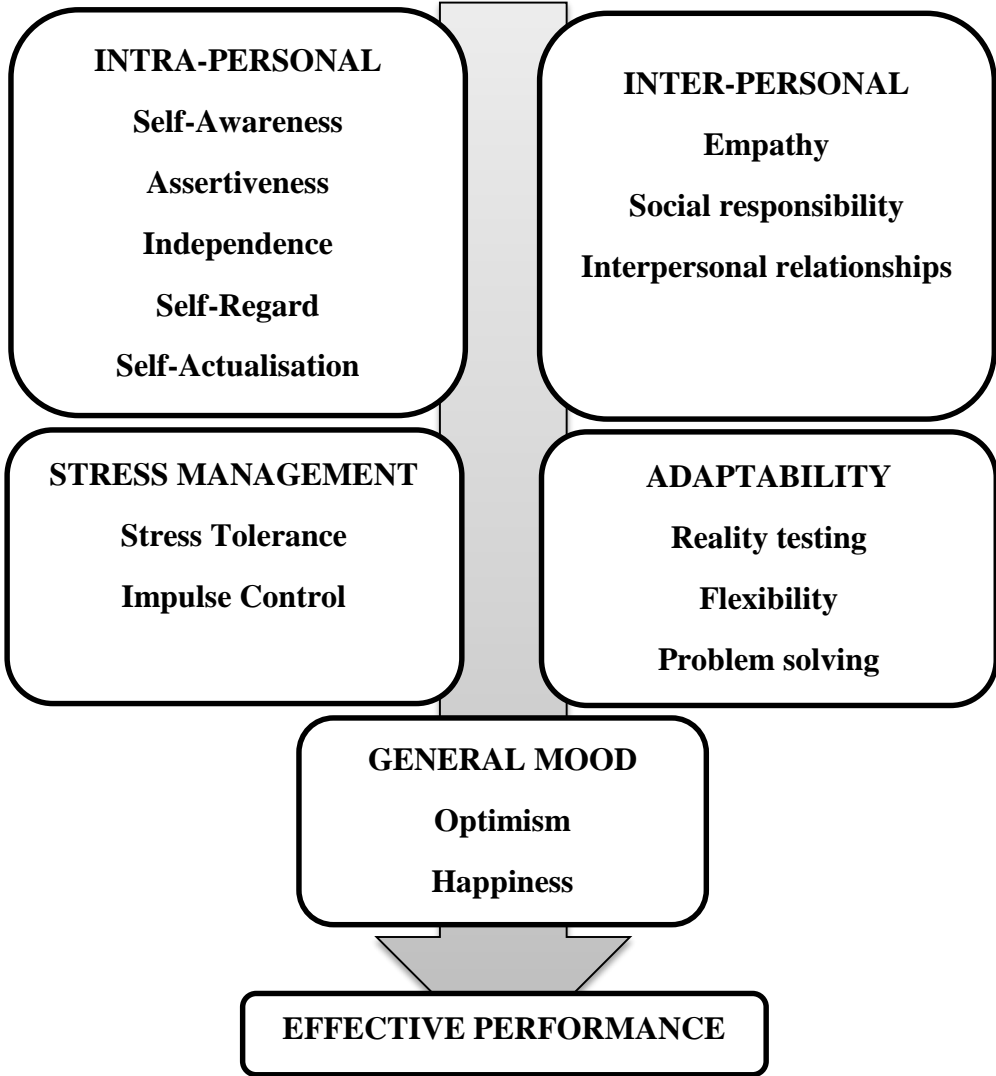 INTRA-PERSONAL
Self-Awareness
Assertiveness
Independence
Self-Regard
Self-Actualisation
INTER-PERSONAL
Empathy
Social responsibility
Interpersonal relationships
STRESS MANAGEMENT
Stress Tolerance
Impulse Control
ADAPTABILITY
Reality testing
Flexibility
Problem solving
GENERAL MOOD
Optimism
Happiness
EFFECTIVE PERFORMANCE